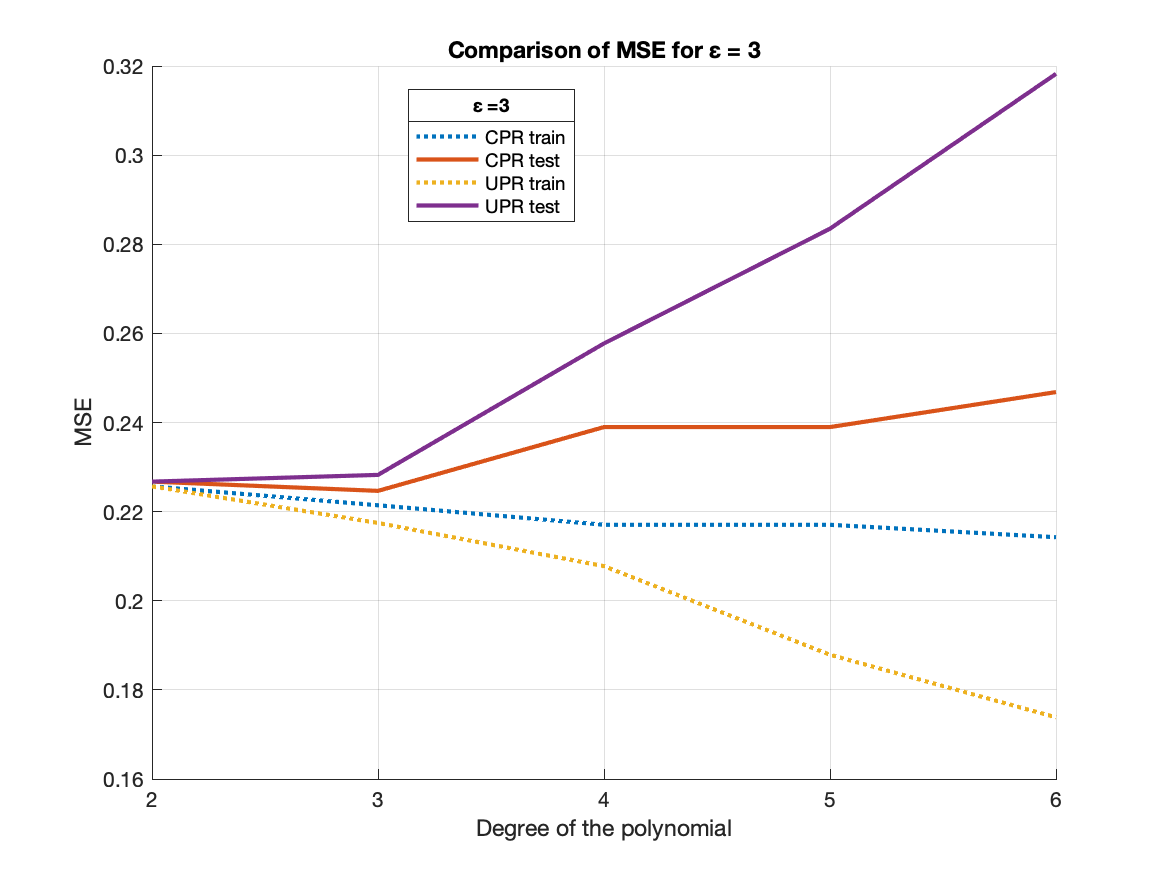 Comparison of MSE for ε = 3
0.32
0.3
0.28
0.26
0.24
0.22
0.2
0.18
0.16
MSE
ε =3
CPR train
CPR test
UPR train
UPR test
2 3 4 5 6
Degree of the polynomial